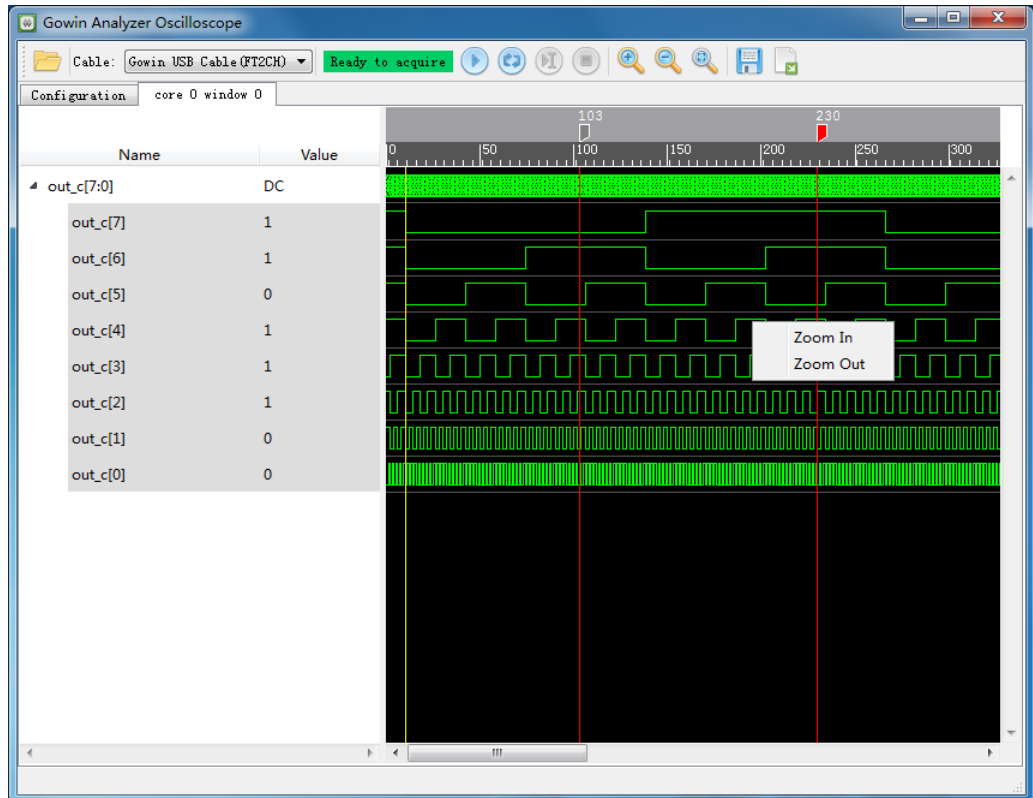 Gowin Analyzer Oscilloscope
Cable: Gowin USB Cable(FT2CH) Ready to acquire
Configuration core 0 window 0
103 230
Name Value 0 50 100 150 200 250 300
out_c[7:0] DC
out_c[7] 1
out_c[6] 1
out_c[5] 0
out_c[4] 1
Zoom In
out_c[3] 1
Zoom Out
out_c[2] 1
out_c[1] 0
out_c[0] 0